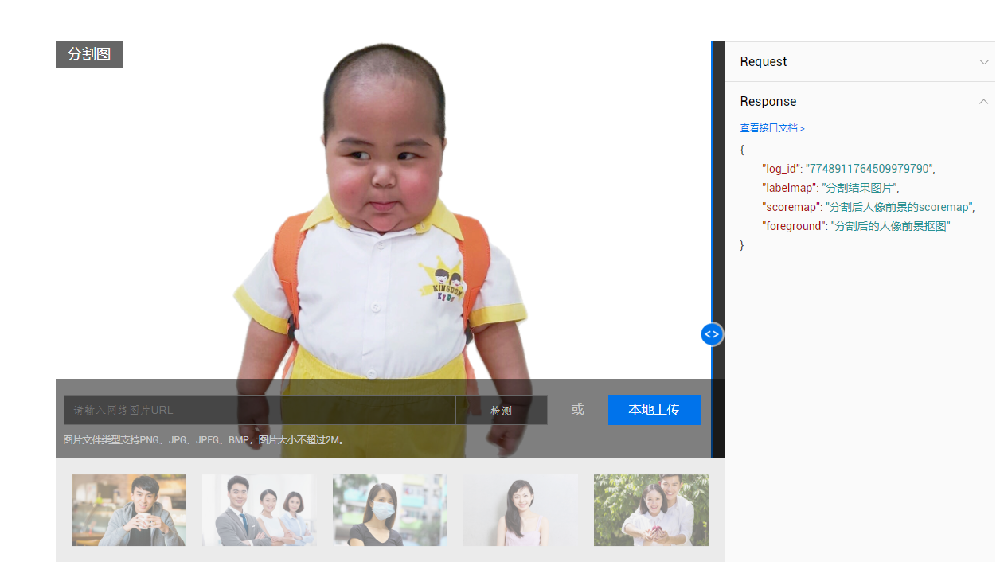 分割图
KINGDOM
KIDS
请输入网络图片URL
检测
或
本地上传
图片文件类型支持PNG、JPG、JPEG、BMP，图片大小不超过2M。
Request
Response
查看接口文档 >
{
"log_id": "7748911764509979790",
"labelmap": "分割结果图片",
"scoremap": "分割后人像前景的scoremap",
"foreground": "分割后的人像前景抠图"
}